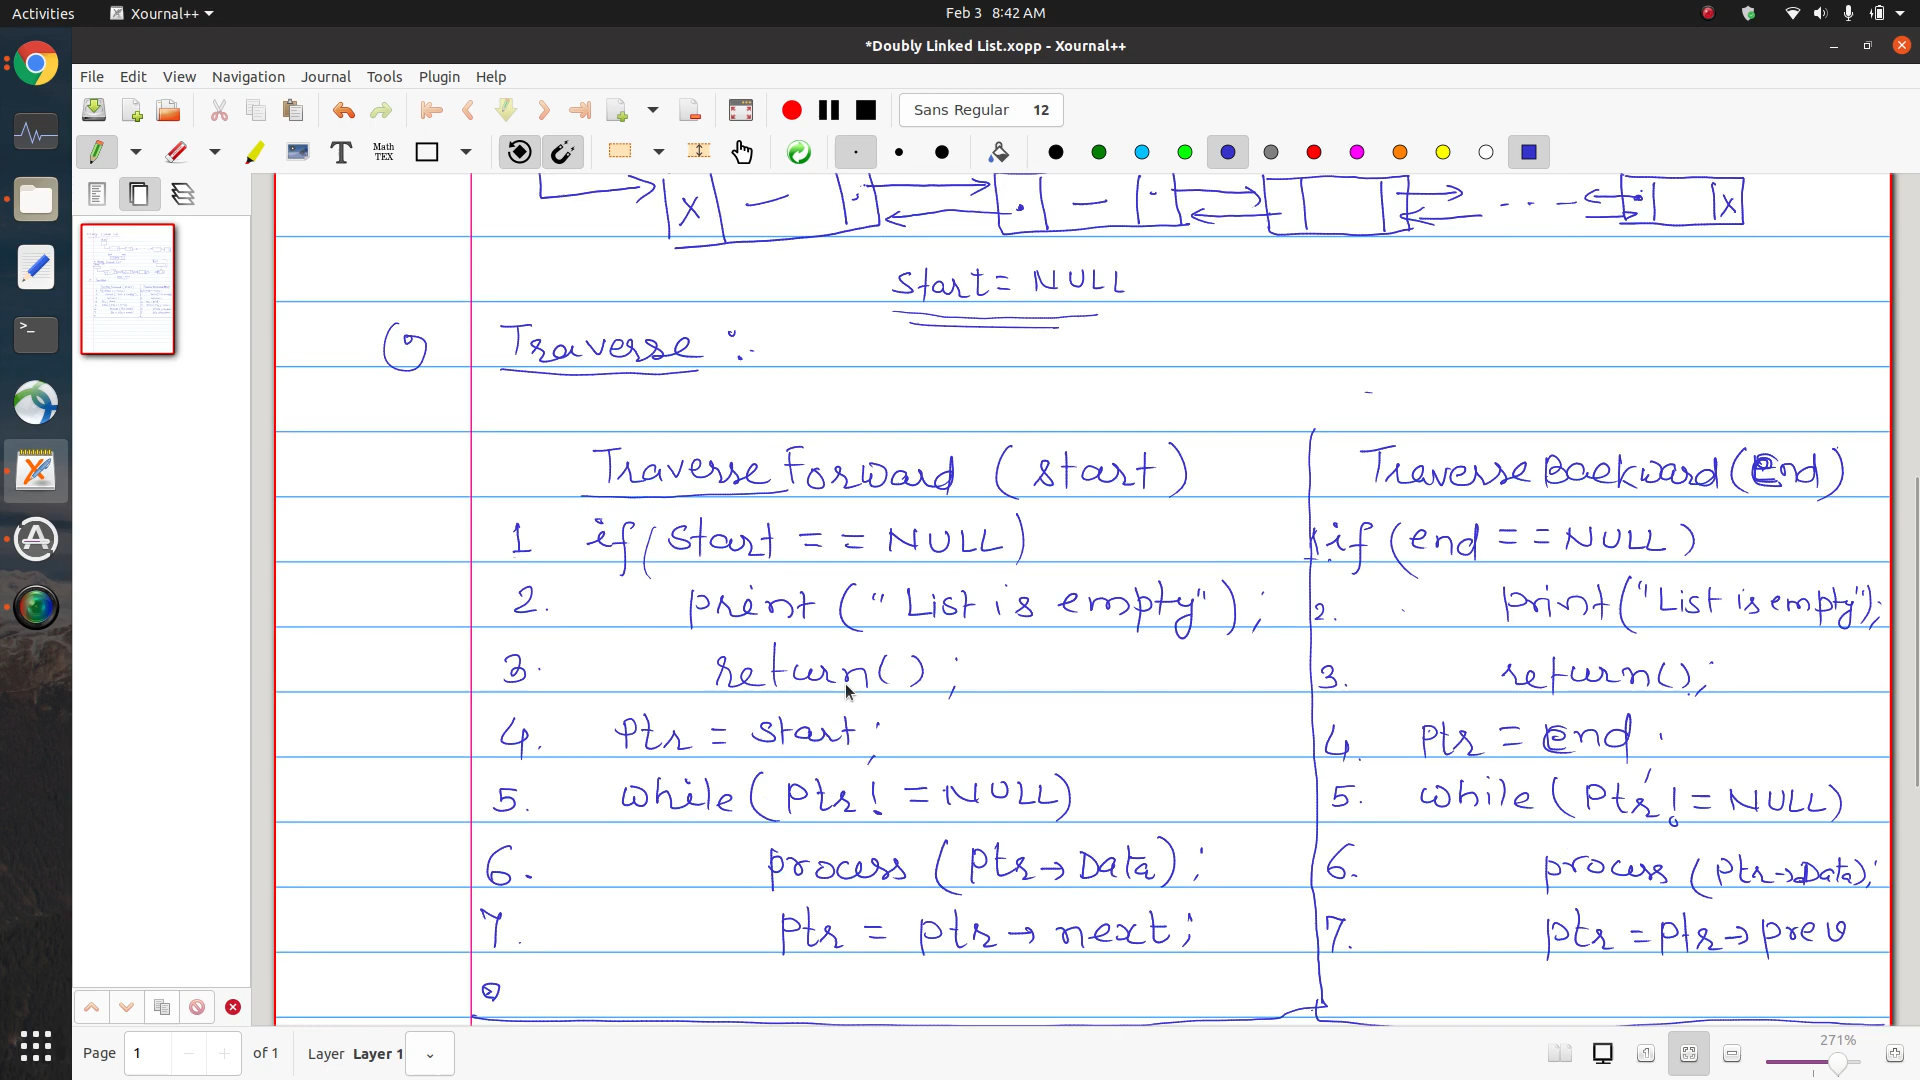 Activities Xournal++ Feb 3 8:42 AM
*Doubly Linked List.xopp - Xournal++
File Edit View Navigation Journal Tools Plugin Help
Sans Regular 12
T Math TEX
X X
Start = NULL
Traverse :
Traverse Forward (Start) Traverse Backward (End)
1 if (Start == NULL) 1 if (end == NULL)
2. print ("List is empty"); 2. print ("List is empty");
3. return(); 3. return();
4. Ptr = Start; 4. Ptr = End;
5. while (Ptr != NULL) 5. while (Ptr != NULL)
6. process (Ptr→Data); 6. process (Ptr→Data);
7. Ptr = ptr→next; 7. ptr = ptr→prev
Page 1 of 1 Layer Layer 1 271%